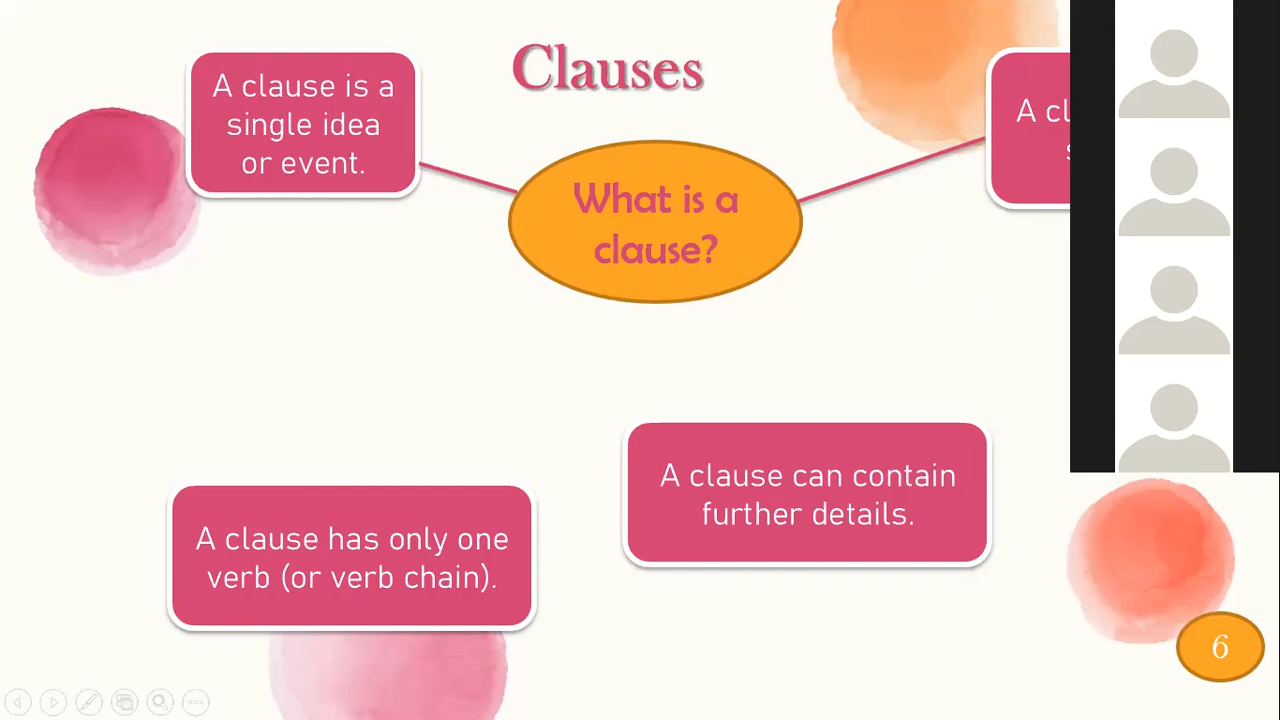 Clauses
A clause is a
single idea
or event.
What is a
clause?
A
A clause can contain
further details.
A clause has only one
verb (or verb chain).
6